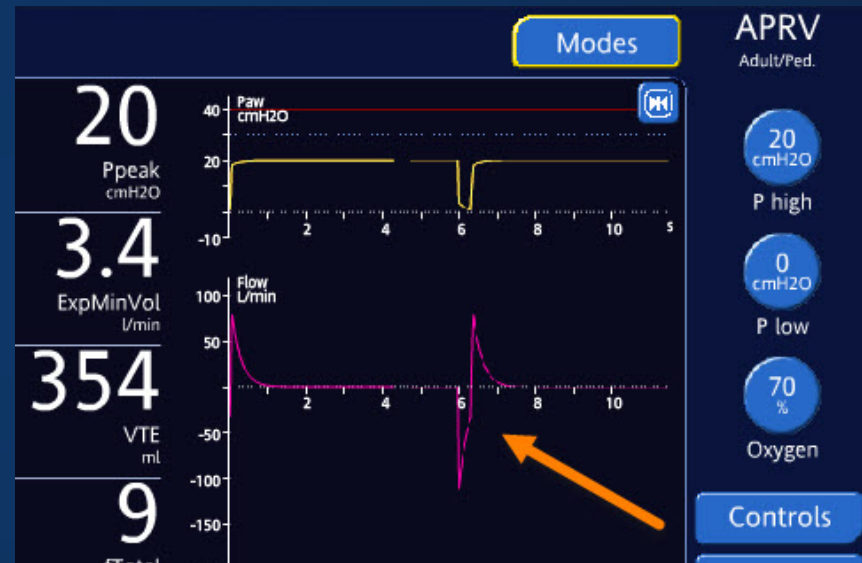 Modes
APRV
Adult/Ped.
20
Ppeak
cmH2O
3.4
ExpMinVol
l/min
354
VTE
ml
9
40
20
-10
Paw
cmH2O
2
4
6
8
10
s
Flow
L/min
100
50
-50
-100
-150
2
4
6
8
10
20
cmH2O
P high
0
cmH2O
P low
70
%
Oxygen
Controls